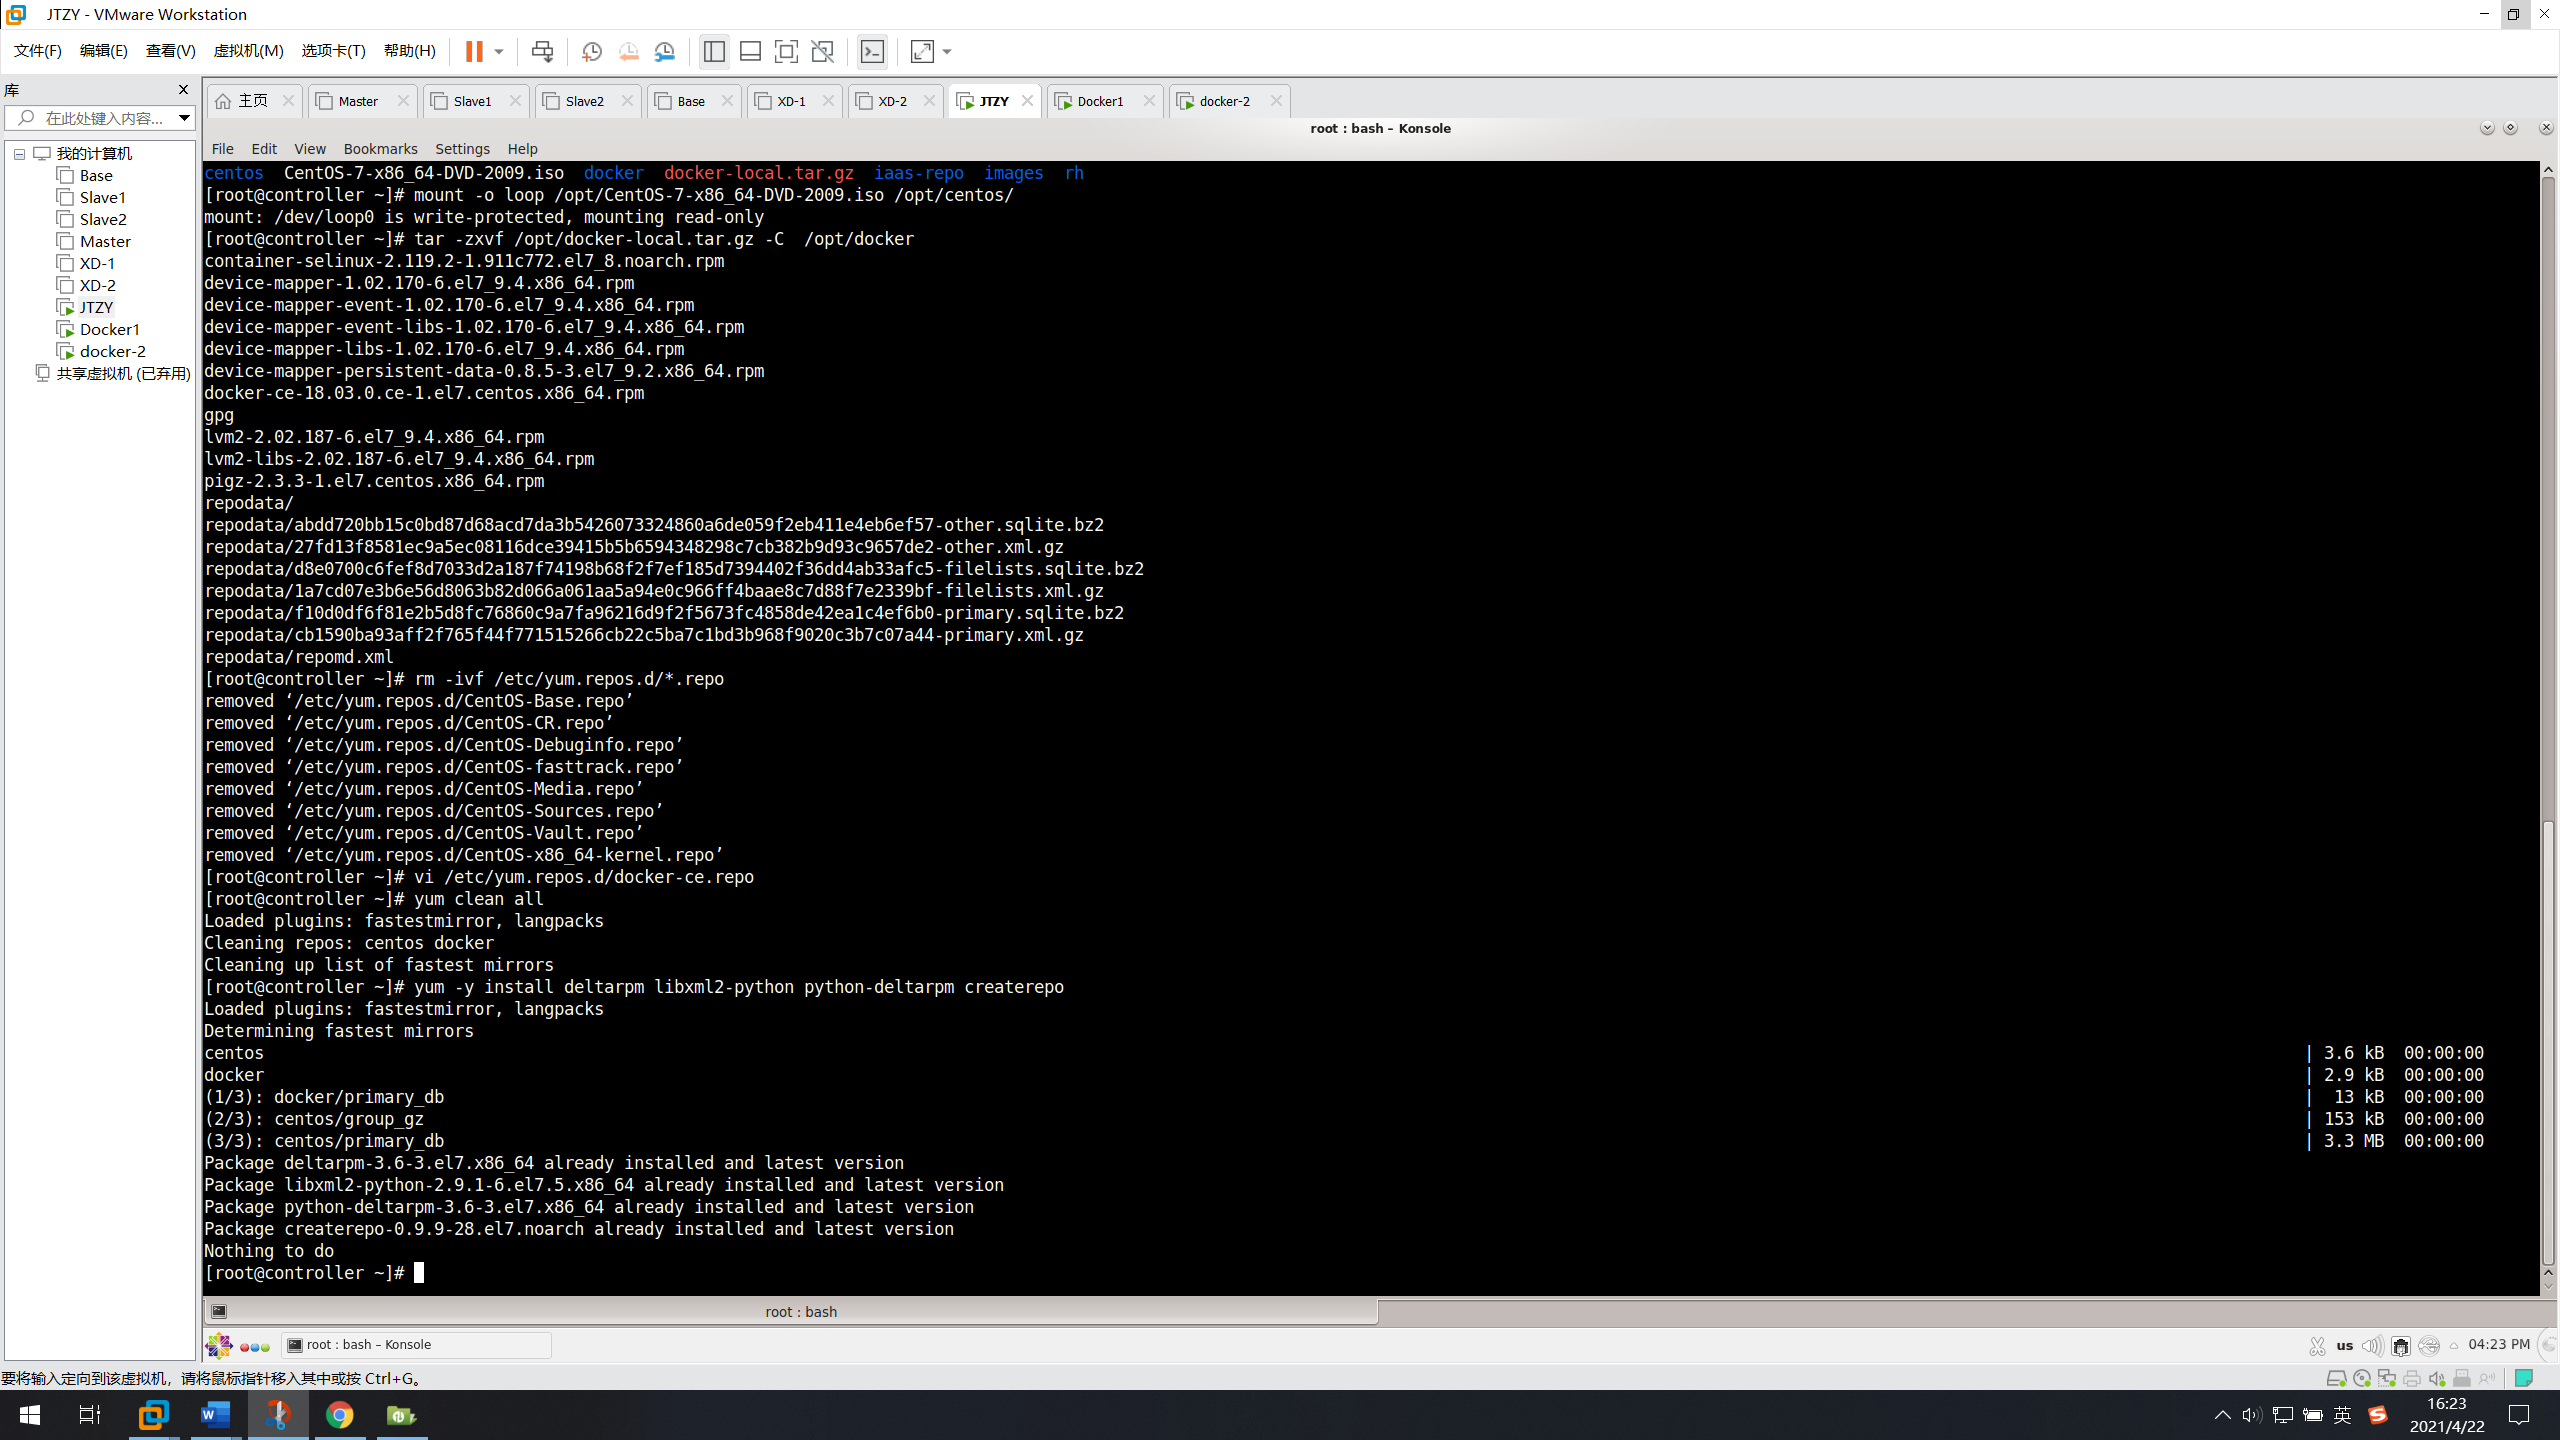 JTZY - VMware Workstation
文件(F) 编辑(E) 查看(V) 虚拟机(M) 选项卡(T) 帮助(H)
库
在此处键入内容...
我的计算机
Base
Slave1
Slave2
Master
XD-1
XD-2
JTZY
Docker1
docker-2
共享虚拟机 (已弃用)
主页 Master Slave1 Slave2 Base XD-1 XD-2 JTZY Docker1 docker-2
root : bash – Konsole
File Edit View Bookmarks Settings Help
centos CentOS-7-x86_64-DVD-2009.iso docker docker-local.tar.gz iaas-repo images rh
[root@controller ~]# mount -o loop /opt/CentOS-7-x86_64-DVD-2009.iso /opt/centos/
mount: /dev/loop0 is write-protected, mounting read-only
[root@controller ~]# tar -zxvf /opt/docker-local.tar.gz -C  /opt/docker
container-selinux-2.119.2-1.911c772.el7_8.noarch.rpm
device-mapper-1.02.170-6.el7_9.4.x86_64.rpm
device-mapper-event-1.02.170-6.el7_9.4.x86_64.rpm
device-mapper-event-libs-1.02.170-6.el7_9.4.x86_64.rpm
device-mapper-libs-1.02.170-6.el7_9.4.x86_64.rpm
device-mapper-persistent-data-0.8.5-3.el7_9.2.x86_64.rpm
docker-ce-18.03.0.ce-1.el7.centos.x86_64.rpm
gpg
lvm2-2.02.187-6.el7_9.4.x86_64.rpm
lvm2-libs-2.02.187-6.el7_9.4.x86_64.rpm
pigz-2.3.3-1.el7.centos.x86_64.rpm
repodata/
repodata/abdd720bb15c0bd87d68acd7da3b5426073324860a6de059f2eb411e4eb6ef57-other.sqlite.bz2
repodata/27fd13f8581ec9a5ec08116dce39415b5b6594348298c7cb382b9d93c9657de2-other.xml.gz
repodata/d8e0700c6fef8d7033d2a187f74198b68f2f7ef185d7394402f36dd4ab33afc5-filelists.sqlite.bz2
repodata/1a7cd07e3b6e56d8063b82d066a061aa5a94e0c966ff4baae8c7d88f7e2339bf-filelists.xml.gz
repodata/f10d0df6f81e2b5d8fc76860c9a7fa96216d9f2f5673fc4858de42ea1c4ef6b0-primary.sqlite.bz2
repodata/cb1590ba93aff2f765f44f771515266cb22c5ba7c1bd3b968f9020c3b7c07a44-primary.xml.gz
repodata/repomd.xml
[root@controller ~]# rm -ivf /etc/yum.repos.d/*.repo
removed ‘/etc/yum.repos.d/CentOS-Base.repo’
removed ‘/etc/yum.repos.d/CentOS-CR.repo’
removed ‘/etc/yum.repos.d/CentOS-Debuginfo.repo’
removed ‘/etc/yum.repos.d/CentOS-fasttrack.repo’
removed ‘/etc/yum.repos.d/CentOS-Media.repo’
removed ‘/etc/yum.repos.d/CentOS-Sources.repo’
removed ‘/etc/yum.repos.d/CentOS-Vault.repo’
removed ‘/etc/yum.repos.d/CentOS-x86_64-kernel.repo’
[root@controller ~]# vi /etc/yum.repos.d/docker-ce.repo
[root@controller ~]# yum clean all
Loaded plugins: fastestmirror, langpacks
Cleaning repos: centos docker
Cleaning up list of fastest mirrors
[root@controller ~]# yum -y install deltarpm libxml2-python python-deltarpm createrepo
Loaded plugins: fastestmirror, langpacks
Determining fastest mirrors
centos | 3.6 kB 00:00:00
docker | 2.9 kB 00:00:00
(1/3): docker/primary_db | 13 kB 00:00:00
(2/3): centos/group_gz | 153 kB 00:00:00
(3/3): centos/primary_db | 3.3 MB 00:00:00
Package deltarpm-3.6-3.el7.x86_64 already installed and latest version
Package libxml2-python-2.9.1-6.el7.5.x86_64 already installed and latest version
Package python-deltarpm-3.6-3.el7.x86_64 already installed and latest version
Package createrepo-0.9.9-28.el7.noarch already installed and latest version
Nothing to do
[root@controller ~]#
root : bash
root : bash – Konsole us 04:23 PM
要将输入定向到该虚拟机，请将鼠标指针移入其中或按 Ctrl+G。
英 16:23
2021/4/22